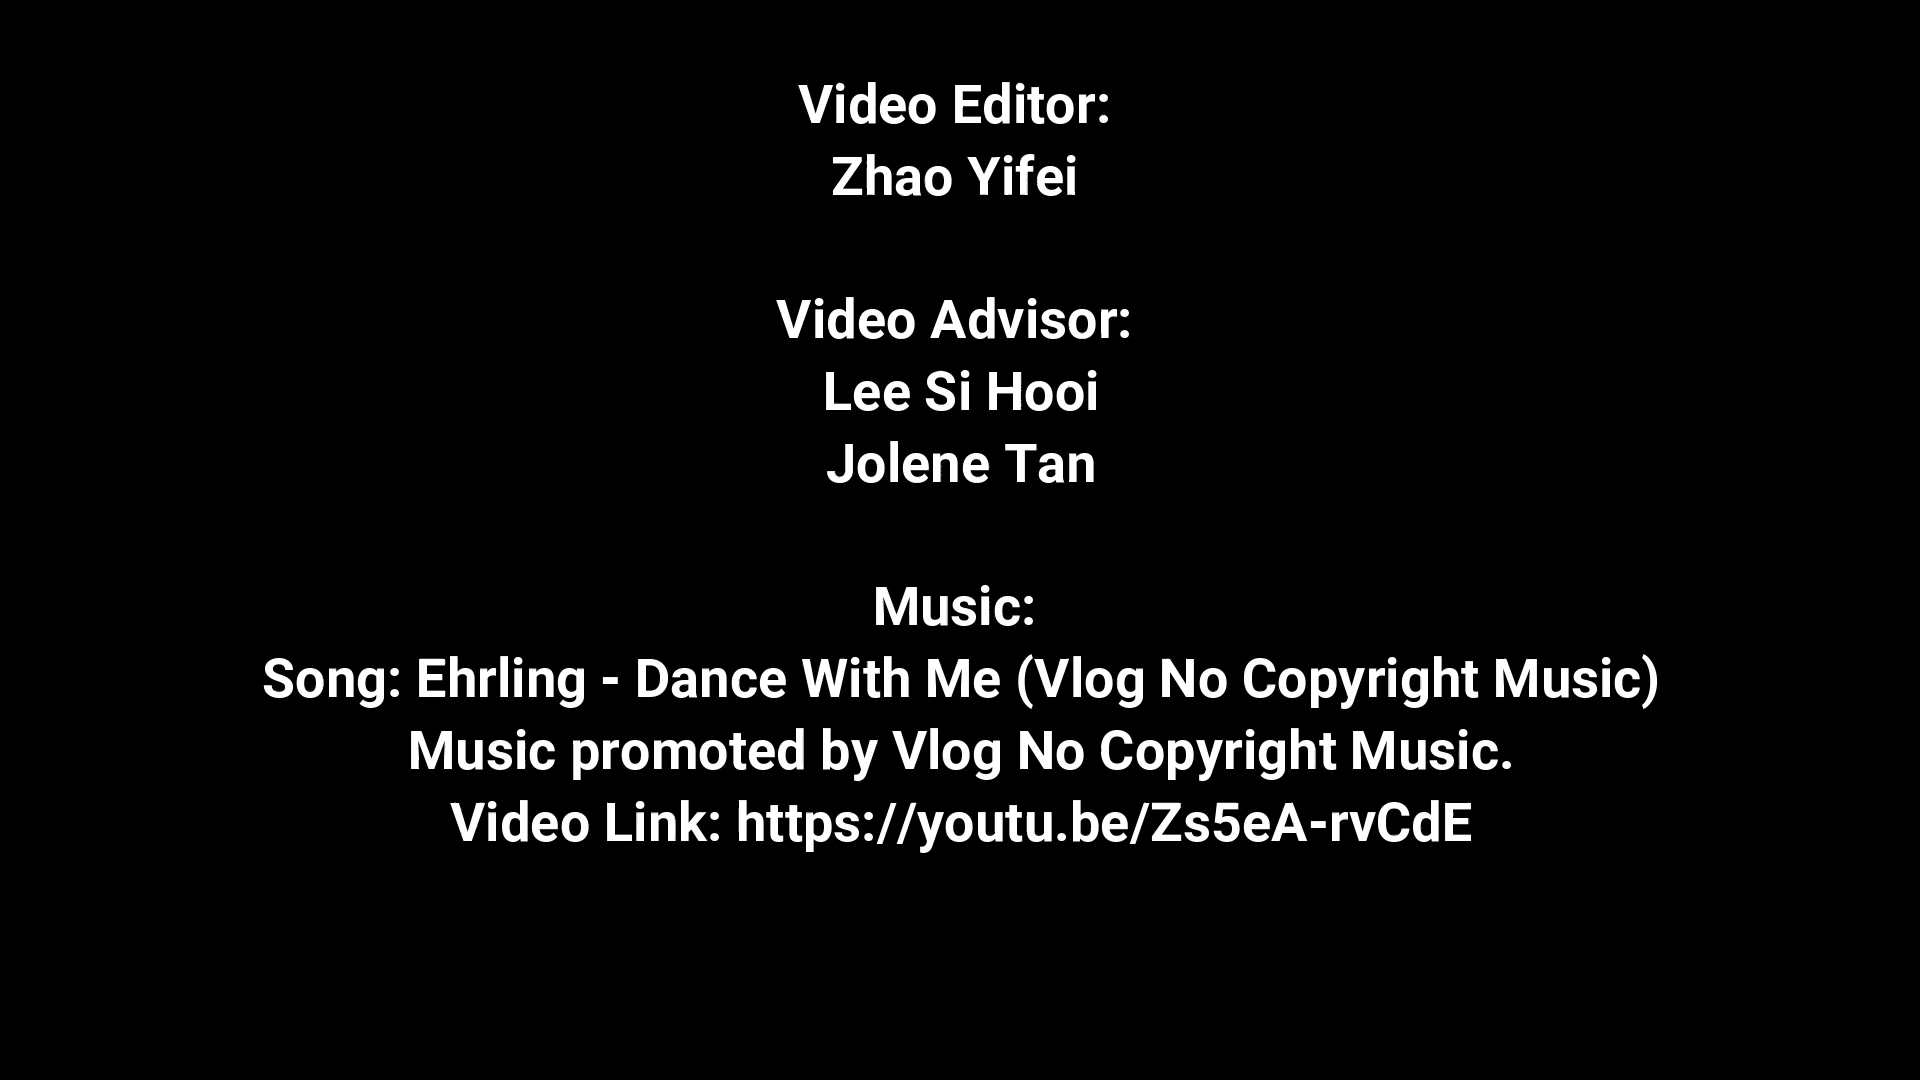 Video Editor:
Zhao Yifei
Video Advisor:
Lee Si Hooi
Jolene Tan
Music:
Song: Ehrling - Dance With Me (Vlog No Copyright Music)
Music promoted by Vlog No Copyright Music.
Video Link: https://youtu.be/Zs5eA-rvCdE